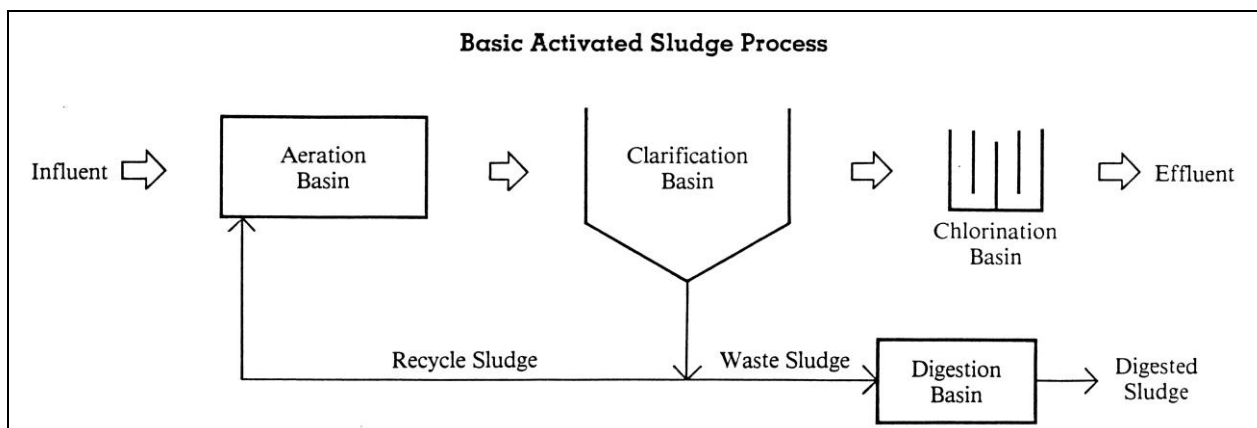 Basic Activated Sludge Process
Influent
Aeration
Basin
Clarification
Basin
Chlorination
Basin
Effluent
Recycle Sludge
Waste Sludge
Digestion
Basin
Digested
Sludge